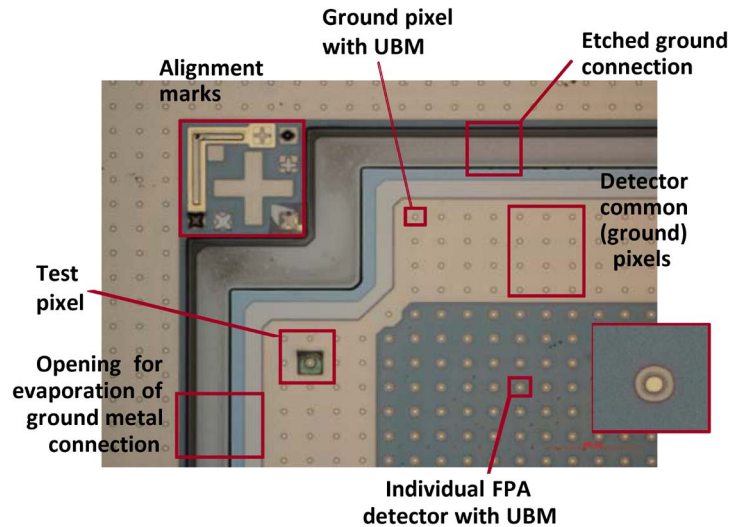 Ground pixel
with UBM
Etched ground
connection
Alignment
marks
Detector
common
(ground)
pixels
Test
pixel
Opening for
evaporation of
ground metal
connection
Individual FPA
detector with UBM